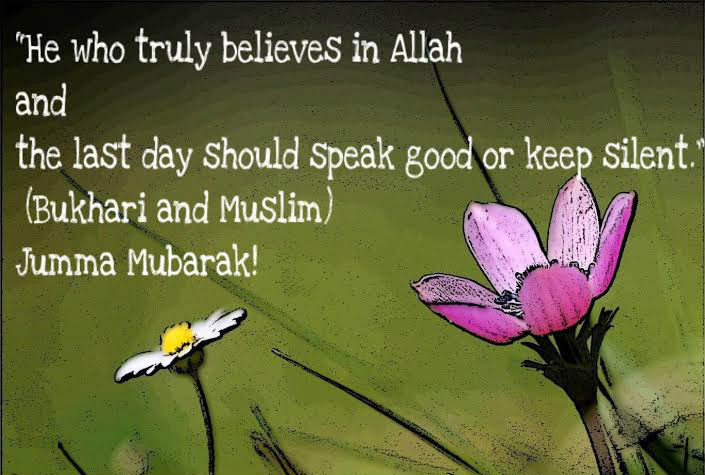 "He who truly believes in Allah
and
the last day should speak good or keep silent."
(Bukhari and Muslim)
Jumma Mubarak!